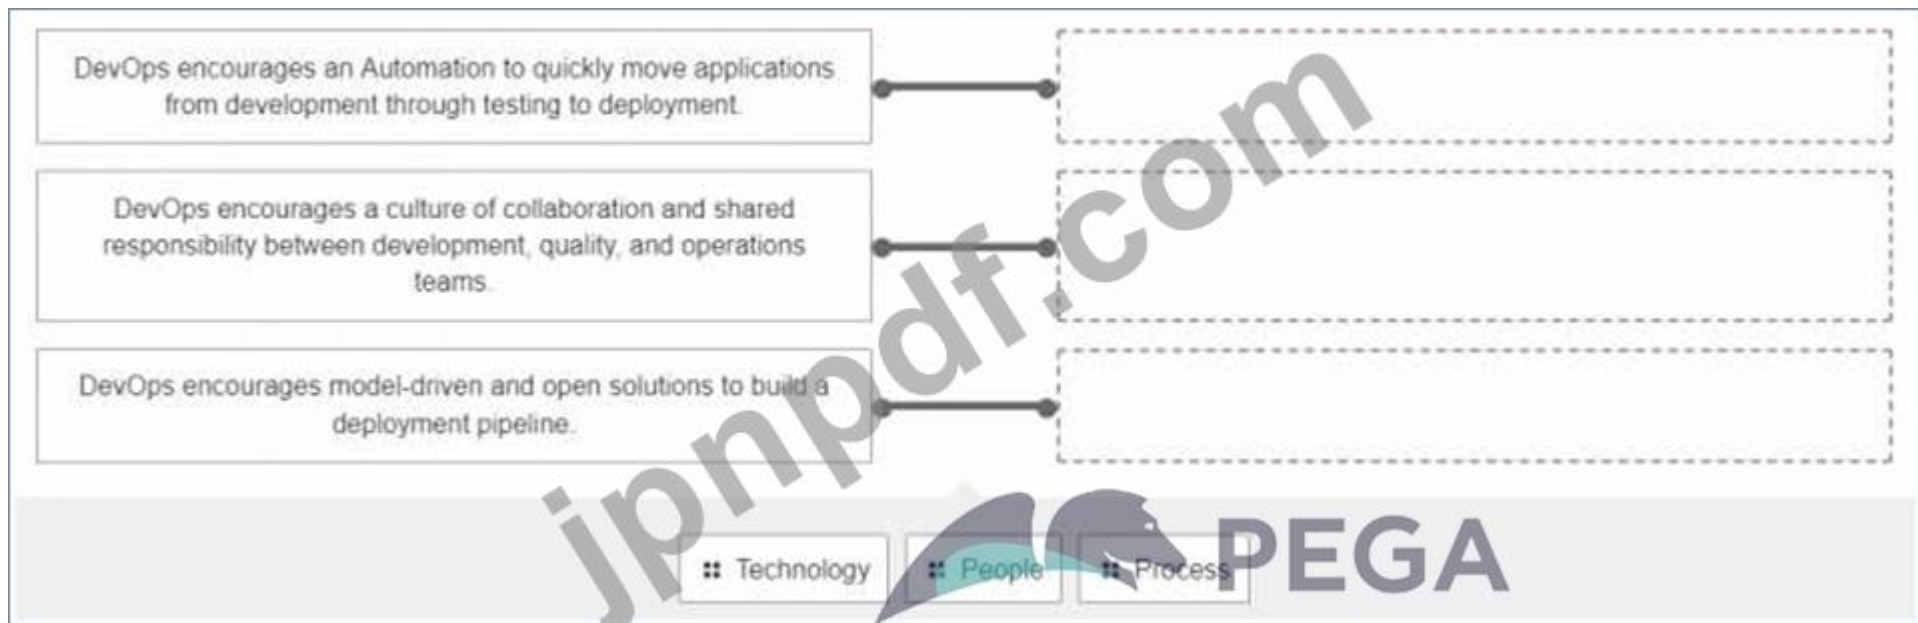 DevOps encourages an Automation to quickly move applications
from development through testing to deployment.
DevOps encourages a culture of collaboration and shared
responsibility between development, quality, and operations
teams.
DevOps encourages model-driven and open solutions to build a
deployment pipeline.
Technology
People
Process
PEGA
jpnpdf.com